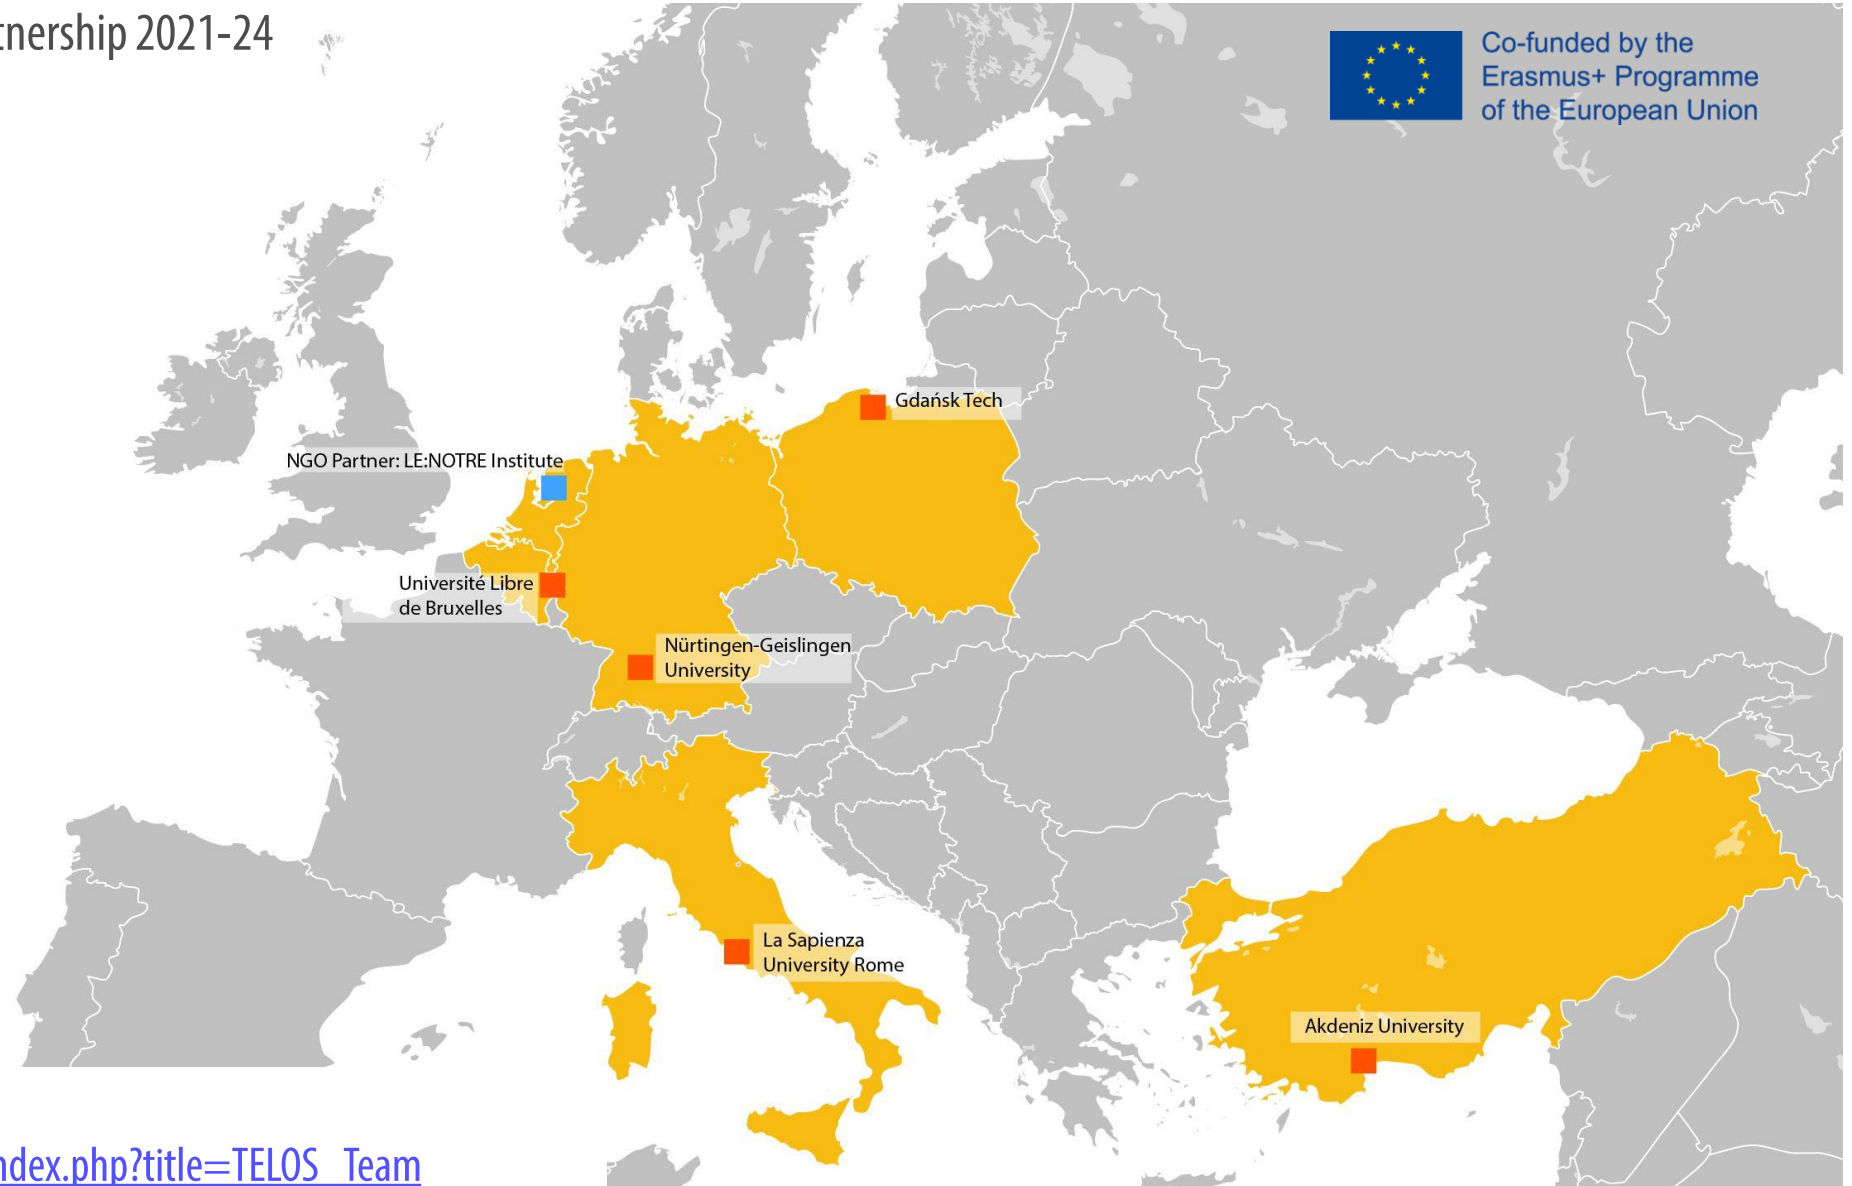 tnership 2021-24
Co-funded by the
Erasmus+ Programme
of the European Union
Gdańsk Tech
NGO Partner: LE:NOTRE Institute
Université Libre
de Bruxelles
Nürtingen-Geislingen
University
La Sapienza
University Rome
Akdeniz University
ndex.php?title=TELOS_Team